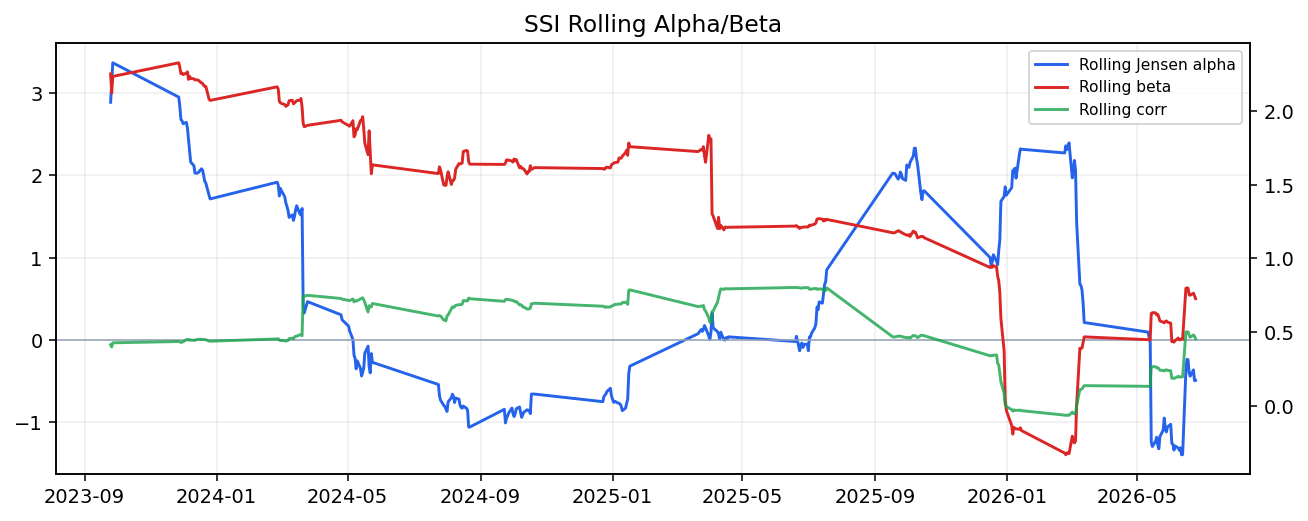 SSI Rolling Alpha/Beta
Rolling Jensen alpha
Rolling beta
Rolling corr
3
2
1
0
−1
2.0
1.5
1.0
0.5
0.0
2023-09 2024-01 2024-05 2024-09 2025-01 2025-05 2025-09 2026-01 2026-05